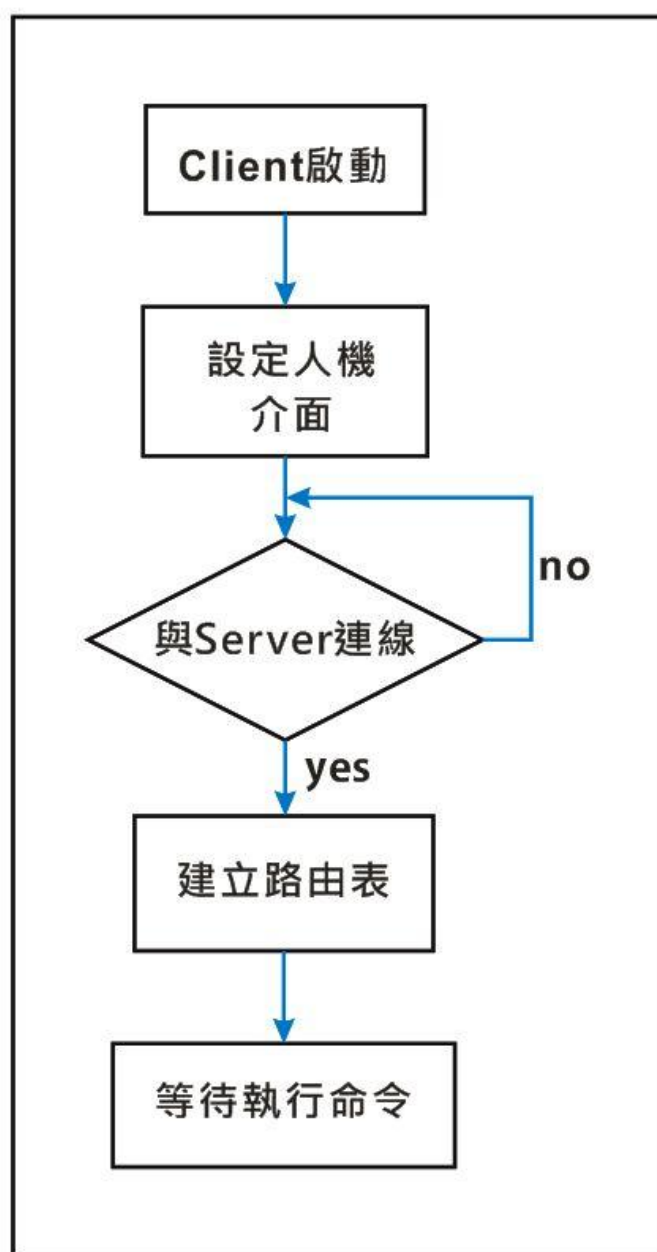 Client啟動
設定人機
介面
no
與Server連線
yes
建立路由表
等待執行命令